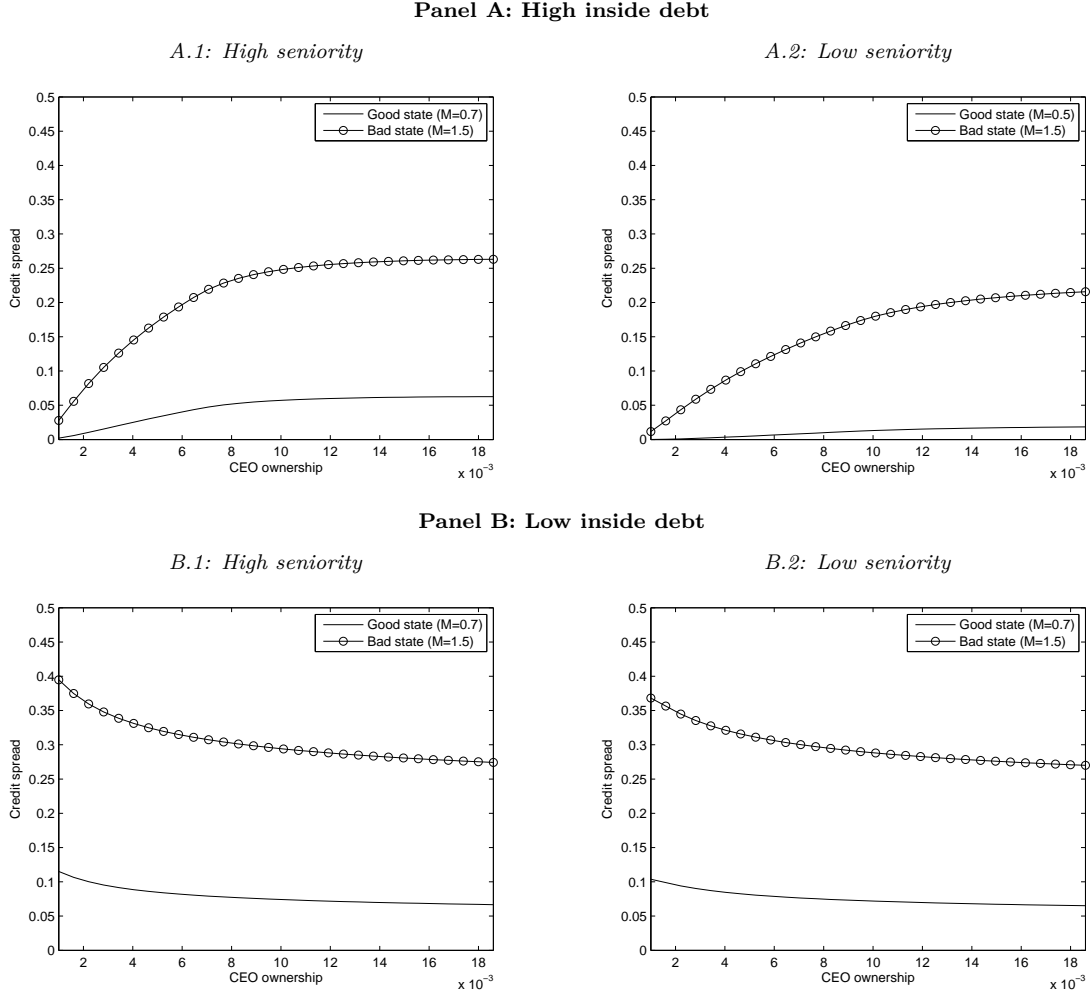 Panel A: High inside debt
A.1: High seniority
A.2: Low seniority
0.5
0.45
0.4
0.35
0.3
0.25
0.2
0.15
0.1
0.05
0
Credit spread
Good state (M=0.7)
Bad state (M=1.5)
2 4 6 8 10 12 14 16 18
CEO ownership
x 10⁻³
0.5
0.45
0.4
0.35
0.3
0.25
0.2
0.15
0.1
0.05
0
Credit spread
Good state (M=0.5)
Bad state (M=1.5)
2 4 6 8 10 12 14 16 18
CEO ownership
x 10⁻³
Panel B: Low inside debt
B.1: High seniority
B.2: Low seniority
0.5
0.45
0.4
0.35
0.3
0.25
0.2
0.15
0.1
0.05
0
Credit spread
Good state (M=0.7)
Bad state (M=1.5)
2 4 6 8 10 12 14 16 18
CEO ownership
x 10⁻³
0.5
0.45
0.4
0.35
0.3
0.25
0.2
0.15
0.1
0.05
0
Credit spread
Good state (M=0.7)
Bad state (M=1.5)
2 4 6 8 10 12 14 16 18
CEO ownership
x 10⁻³